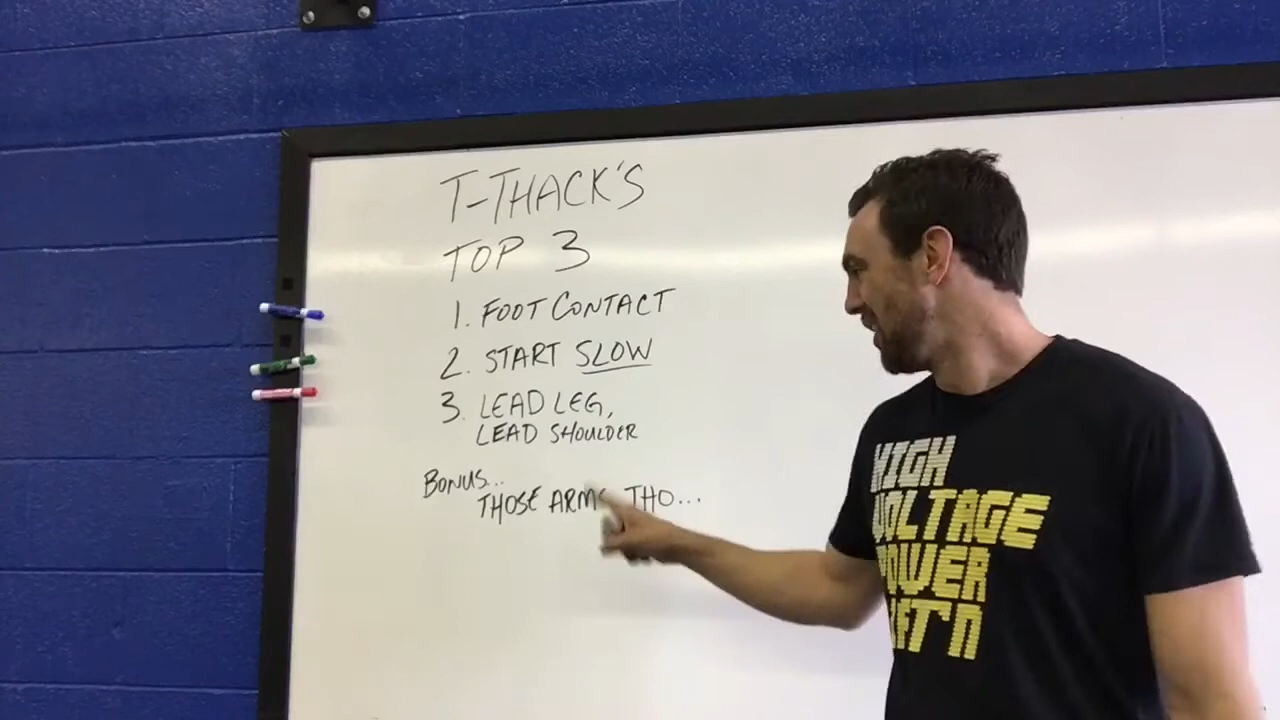 T-THACK'S
TOP 3
1. FOOT CONTACT
2. START SLOW
3. LEAD LEG,
LEAD SHOULDER
BONUS...
THOSE ARMS THO...
HIGH
VOLTAGE
POWER
LIFT'N